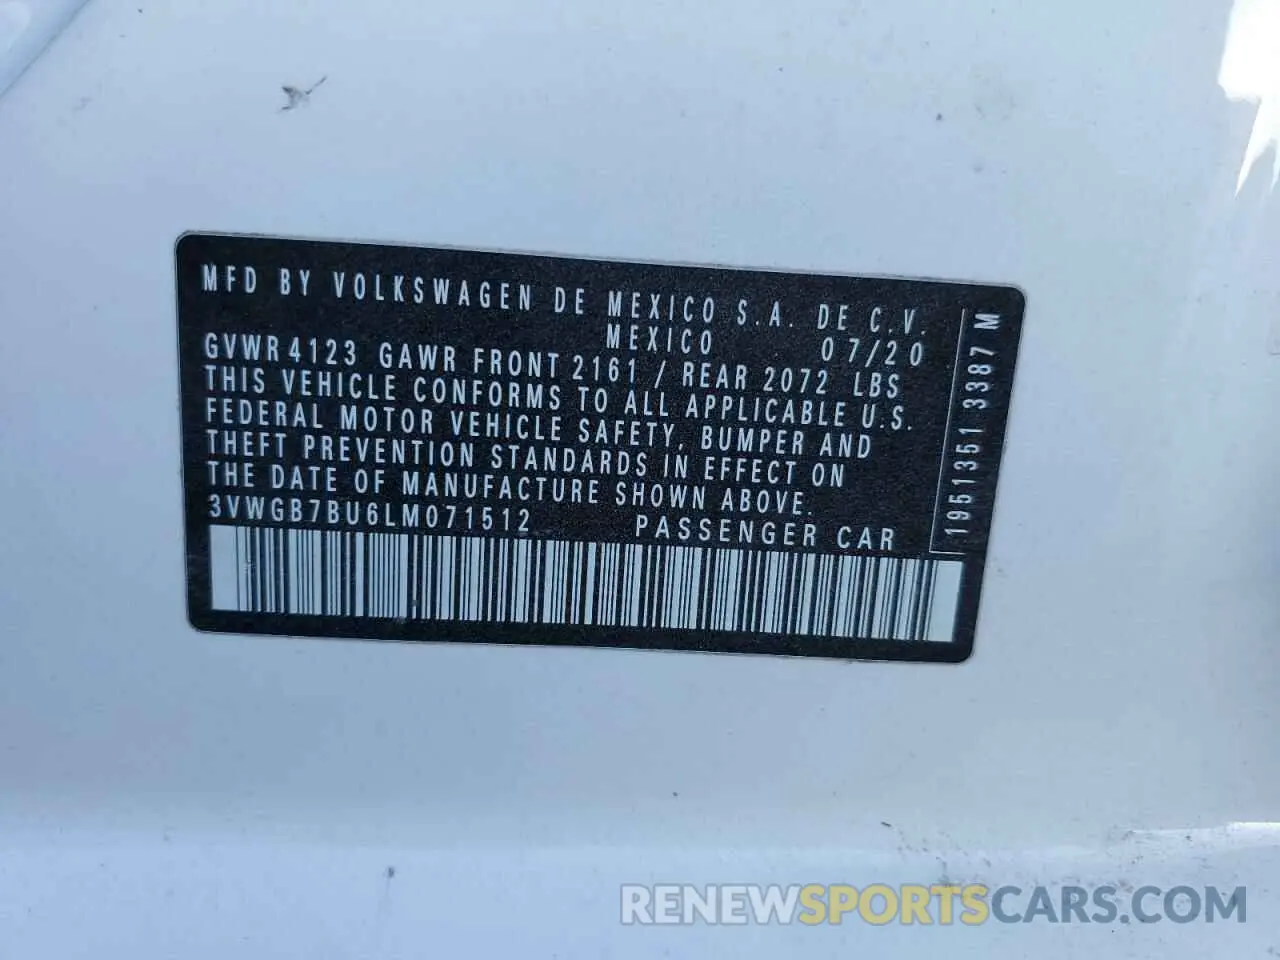 MFD BY VOLKSWAGEN DE MEXICO S.A. DE C.V.
MEXICO 07/20
GVWR 4123 GAWR FRONT 2161 / REAR 2072 LBS
THIS VEHICLE CONFORMS TO ALL APPLICABLE U.S.
FEDERAL MOTOR VEHICLE SAFETY, BUMPER AND
THEFT PREVENTION STANDARDS IN EFFECT ON
THE DATE OF MANUFACTURE SHOWN ABOVE.
3VWGB7BU6LM071512 PASSENGER CAR
1951351 3387 M
RENEWSPORTSCARS.COM